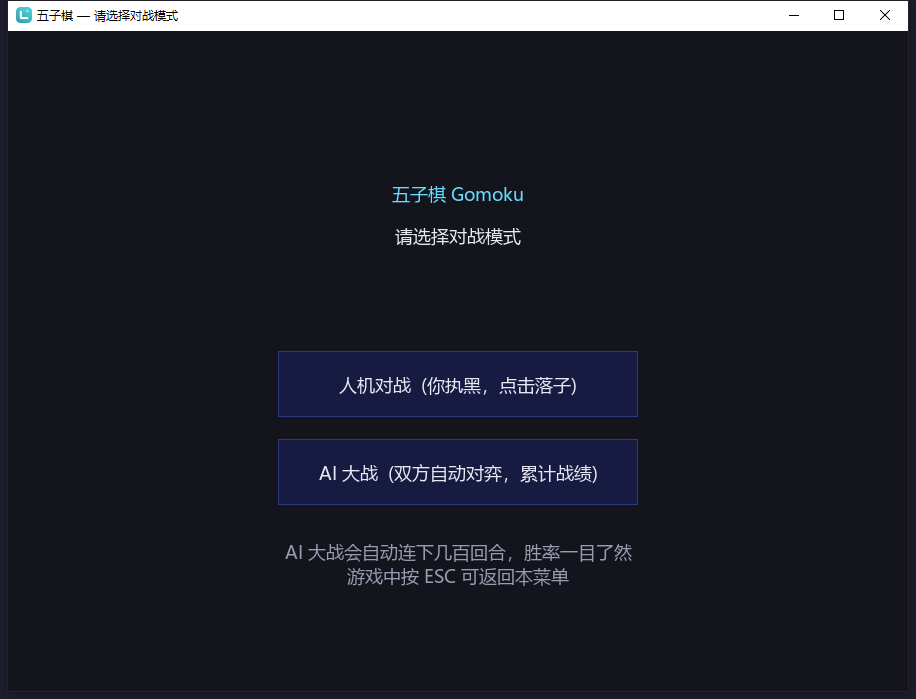 五子棋 — 请选择对战模式
五子棋 Gomoku
请选择对战模式
人机对战（你执黑，点击落子）
AI 大战（双方自动对弈，累计战绩）
AI 大战会自动连下几百回合，胜率一目了然
游戏中按 ESC 可返回本菜单